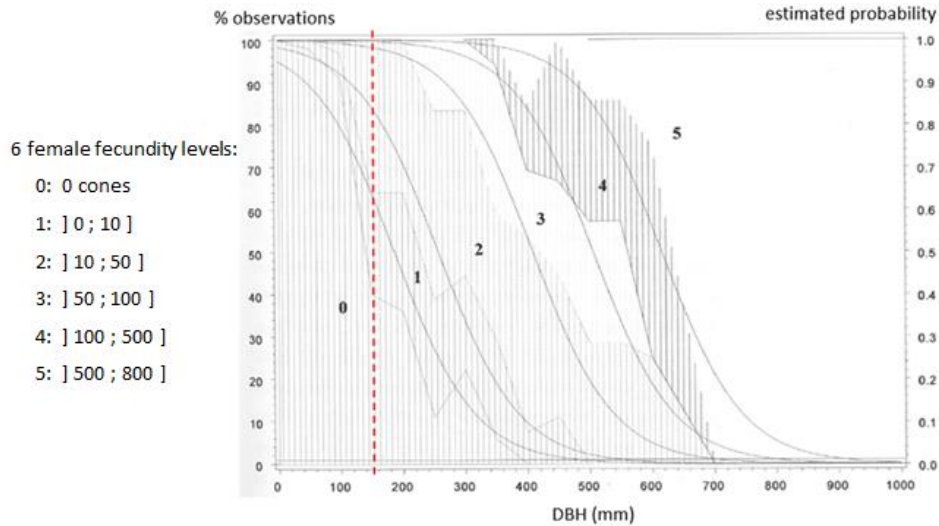 % observations
estimated probability
6 female fecundity levels:
0: 0 cones
1: ] 0 ; 10 ]
2: ] 10 ; 50 ]
3: ] 50 ; 100 ]
4: ] 100 ; 500 ]
5: ] 500 ; 800 ]
100
90
80
70
60
50
40
30
20
10
0
0
1
2
3
4
5
1.0
0.9
0.8
0.7
0.6
0.5
0.4
0.3
0.2
0.1
0.0
0 100 200 300 400 500 600 700 800 900 1000
DBH (mm)